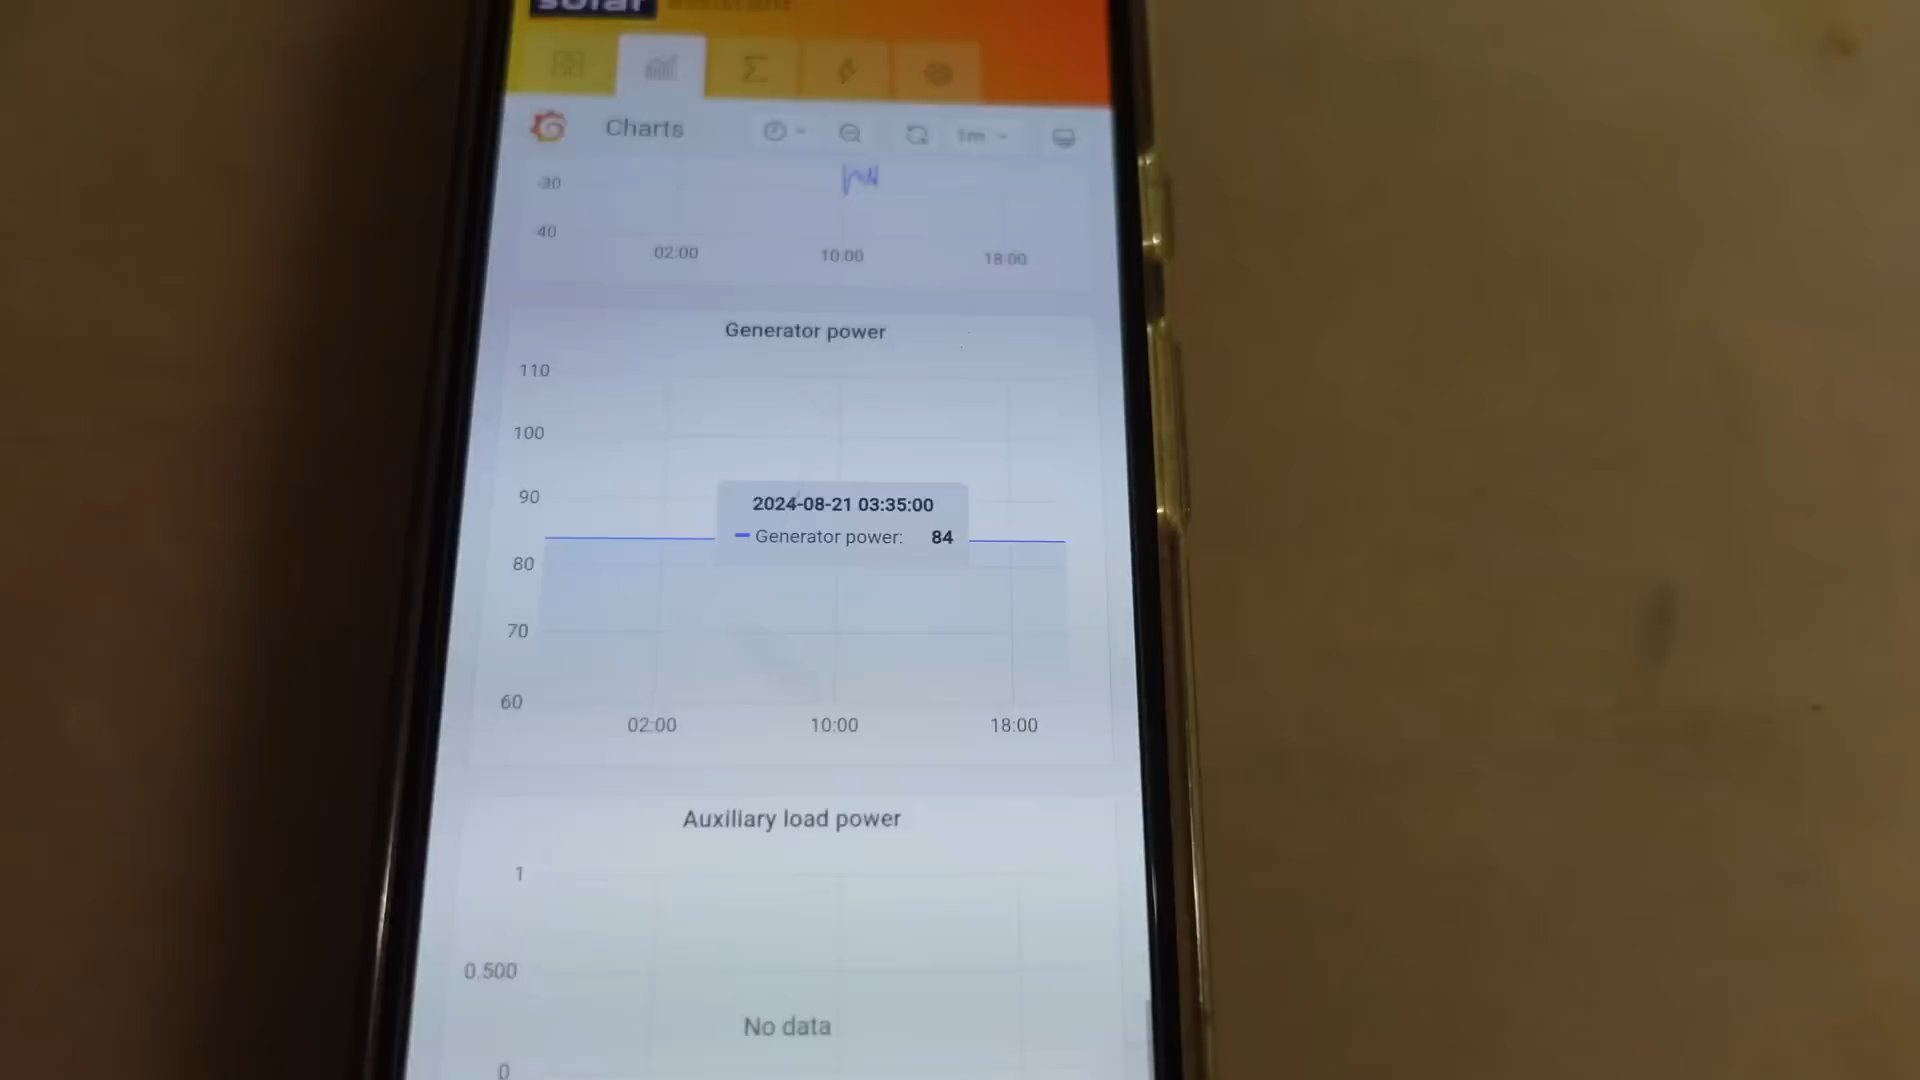 solar assistant
Charts
1m
-30
-40
02:00 10:00 18:00
Generator power
110
100
90
80
70
60
2024-08-21 03:35:00
Generator power: 84
02:00 10:00 18:00
Auxiliary load power
1
0.500
No data
0